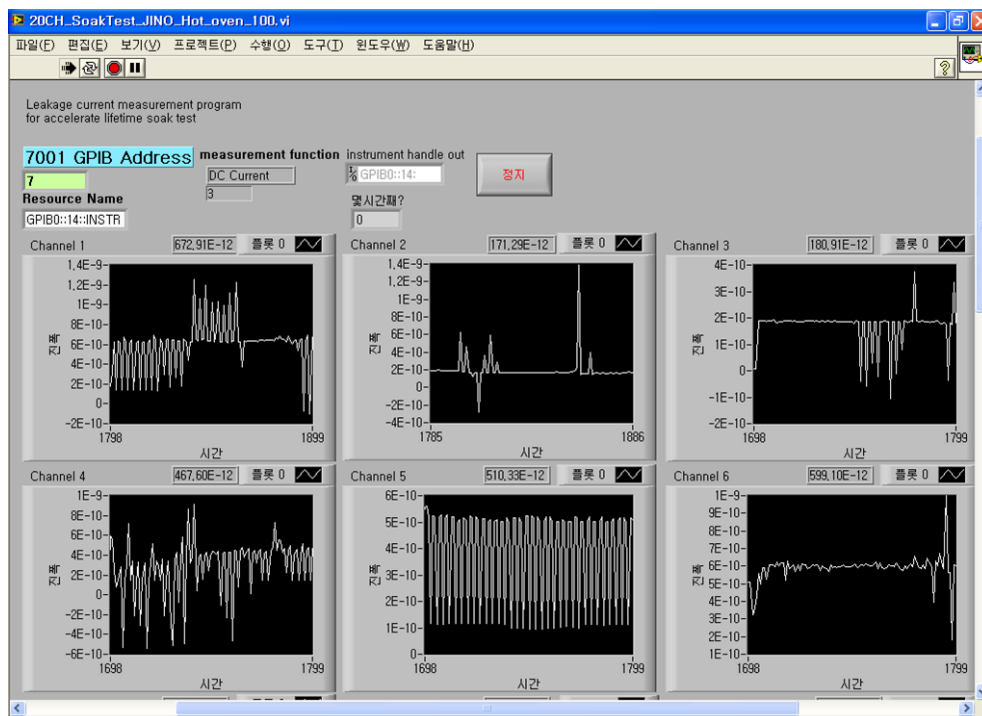 20CH_SoakTest_JINO_Hot_oven_100.vi
파일(F) 편집(E) 보기(V) 프로젝트(P) 수행(O) 도구(T) 윈도우(W) 도움말(H)
?
Leakage current measurement program
for accelerate lifetime soak test
7001 GPIB Address measurement function instrument handle out
7 DC Current GPIB0::14: 정지
3
Resource Name 몇시간째?
GPIB0::14::INSTR 0
Channel 1 672,91E-12 플롯 0
1,4E-9
1,2E-9
1E-9
8E-10
6E-10
4E-10
2E-10
0
-2E-10
진폭
1798 1899
시간
Channel 2 171,29E-12 플롯 0
1,4E-9
1,2E-9
1E-9
8E-10
6E-10
4E-10
2E-10
0
-2E-10
-4E-10
진폭
1785 1886
시간
Channel 3 180,91E-12 플롯 0
4E-10
3E-10
2E-10
1E-10
0
-1E-10
-2E-10
진폭
1698 1799
시간
Channel 4 467,60E-12 플롯 0
1E-9
8E-10
6E-10
4E-10
2E-10
0
-2E-10
-4E-10
-6E-10
진폭
1698 1799
시간
Channel 5 510,33E-12 플롯 0
6E-10
5E-10
4E-10
3E-10
2E-10
1E-10
0
진폭
1698 1799
시간
Channel 6 599,10E-12 플롯 0
1E-9
9E-10
8E-10
7E-10
6E-10
5E-10
4E-10
3E-10
2E-10
1E-10
진폭
1698 1799
시간